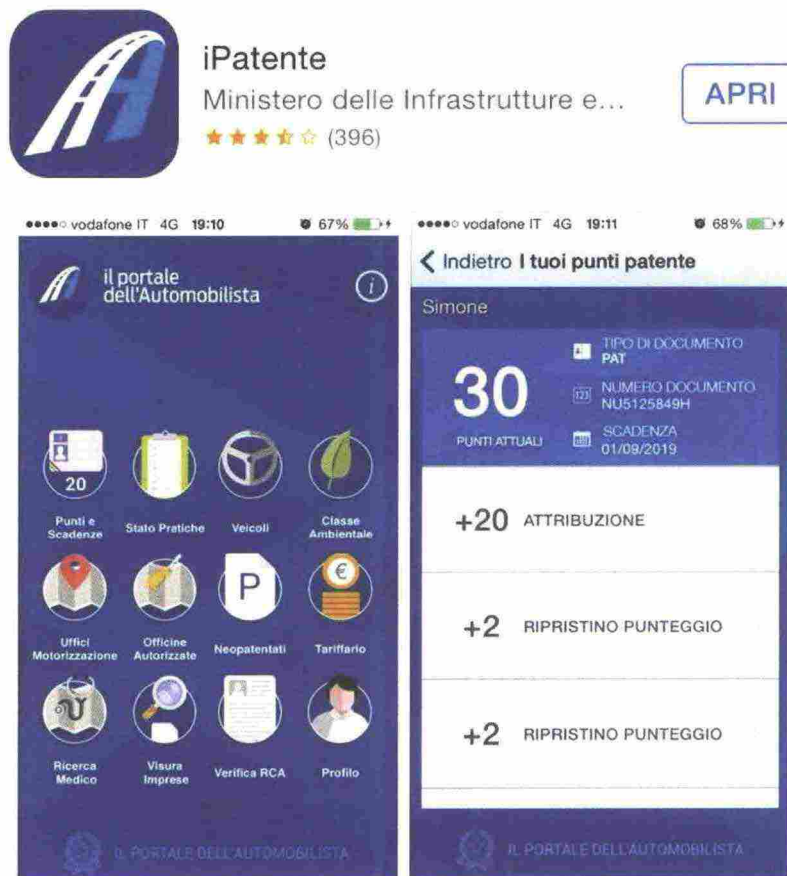 iPatente
Ministero delle Infrastrutture e...
APRI
(396)
vodafone IT 4G 19:10 67%
il portale
dell'Automobilista
i
20
Punti e
Scadenze
Stato Pratiche
Veicoli
Classe
Ambientale
P
€
Uffici
Motorizzazione
Officine
Autorizzate
Neopatentati
Tariffario
Ricerca
Medico
Visura
Imprese
Verifica RCA
Profilo
IL PORTALE DELL'AUTOMOBILISTA
vodafone IT 4G 19:11 68%
Indietro I tuoi punti patente
Simone
30
PUNTI ATTUALI
TIPO DI DOCUMENTO
PAT
123
NUMERO DOCUMENTO
NU5125849H
SCADENZA
01/09/2019
+20 ATTRIBUZIONE
+2 RIPRISTINO PUNTEGGIO
+2 RIPRISTINO PUNTEGGIO
IL PORTALE DELL'AUTOMOBILISTA